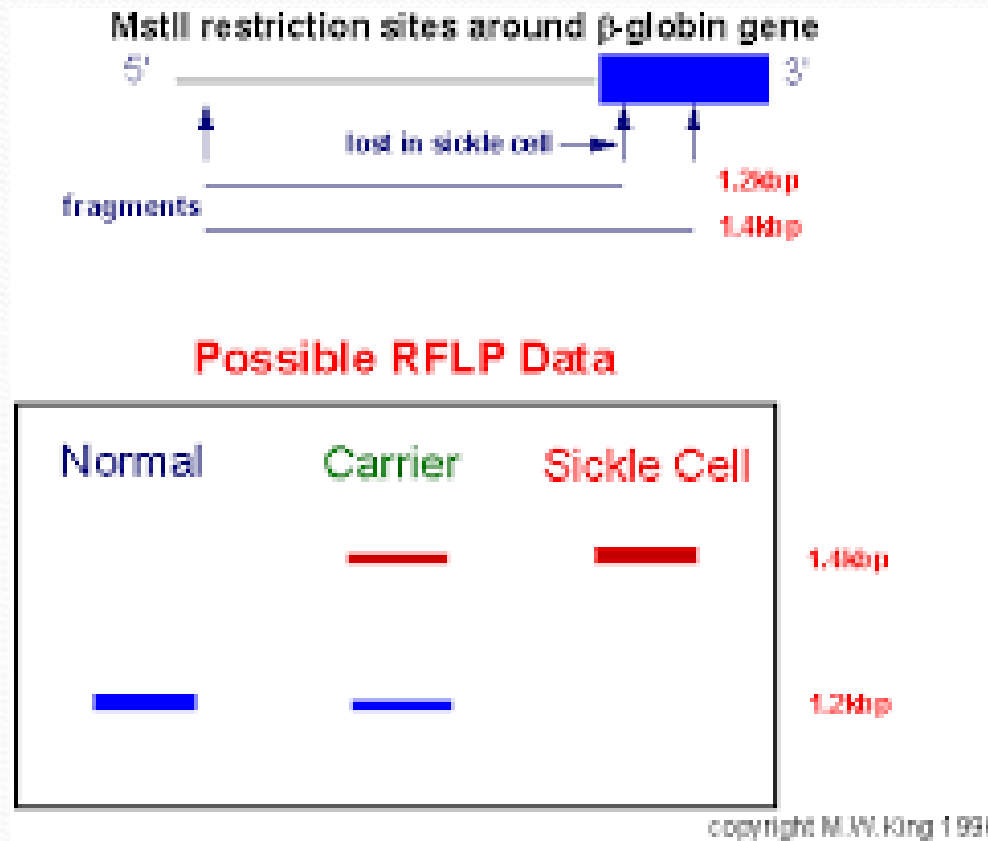 MstII restriction sites around β-globin gene
5' 3'
lost in sickle cell
1.2kbp
fragments
1.4kbp
Possible RFLP Data
Normal Carrier Sickle Cell
1.4kbp
1.2kbp
copyright M.W.King